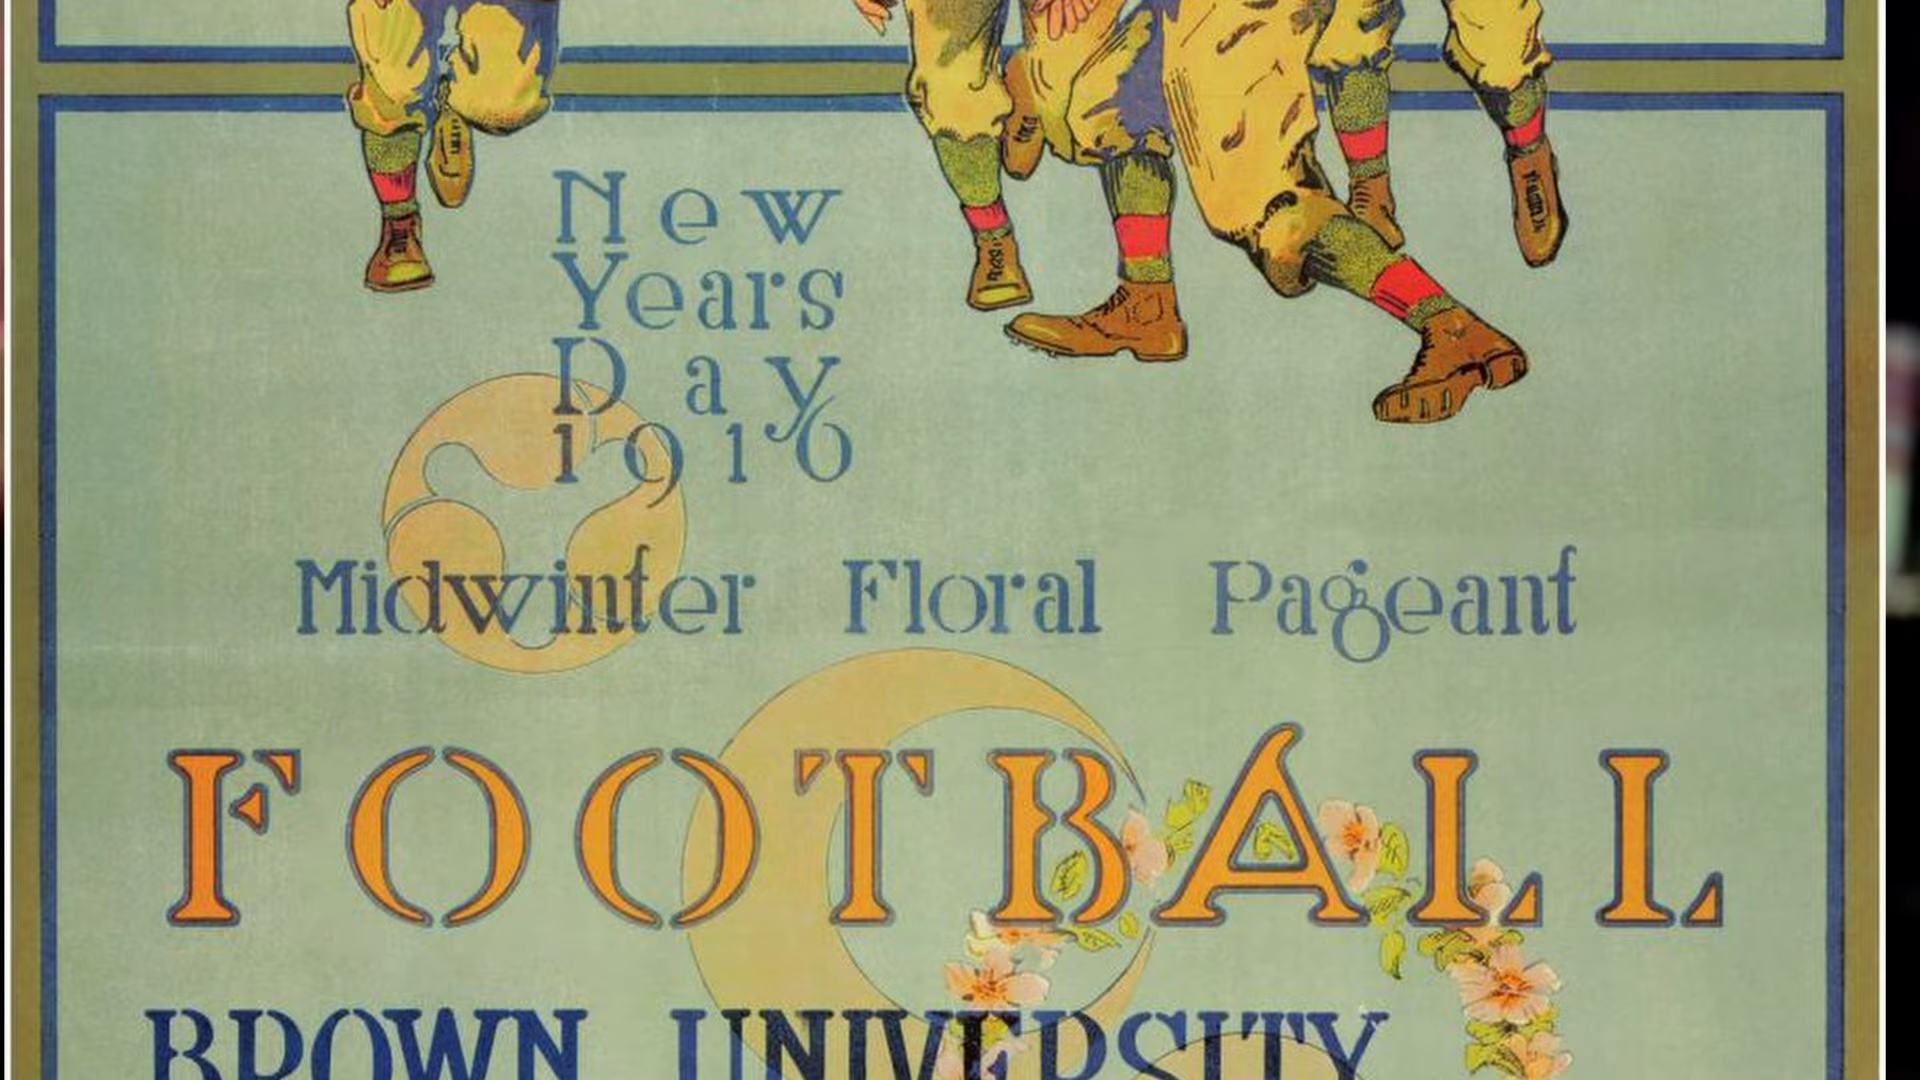 New
Years
Day
1916
Midwinter Floral Pageant
FOOTBALL
BROWN UNIVERSITY